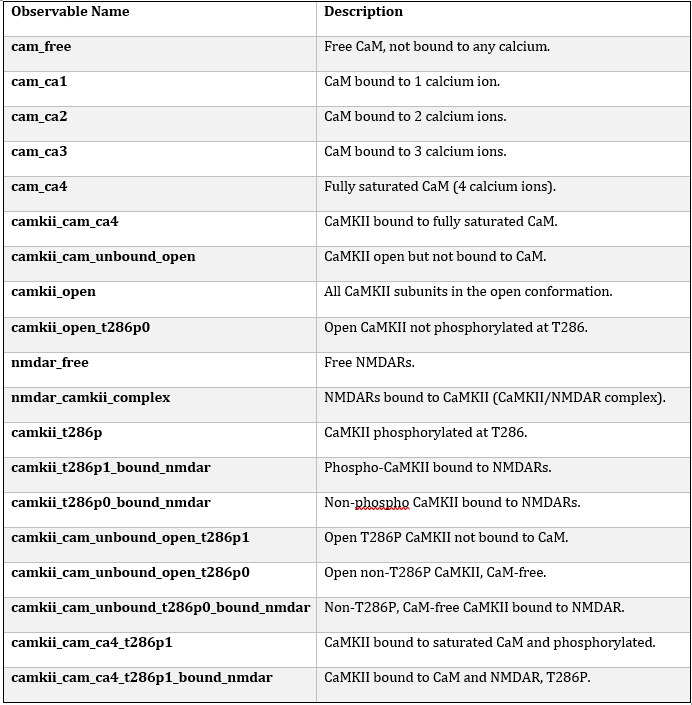 Observable Name Description
cam_free Free CaM, not bound to any calcium.
cam_ca1 CaM bound to 1 calcium ion.
cam_ca2 CaM bound to 2 calcium ions.
cam_ca3 CaM bound to 3 calcium ions.
cam_ca4 Fully saturated CaM (4 calcium ions).
camkii_cam_ca4 CaMKII bound to fully saturated CaM.
camkii_cam_unbound_open CaMKII open but not bound to CaM.
camkii_open All CaMKII subunits in the open conformation.
camkii_open_t286p0 Open CaMKII not phosphorylated at T286.
nmdar_free Free NMDARs.
nmdar_camkii_complex NMDARs bound to CaMKII (CaMKII/NMDAR complex).
camkii_t286p CaMKII phosphorylated at T286.
camkii_t286p1_bound_nmdar Phospho-CaMKII bound to NMDARs.
camkii_t286p0_bound_nmdar Non-phospho CaMKII bound to NMDARs.
camkii_cam_unbound_open_t286p1 Open T286P CaMKII not bound to CaM.
camkii_cam_unbound_open_t286p0 Open non-T286P CaMKII, CaM-free.
camkii_cam_unbound_t286p0_bound_nmdar Non-T286P, CaM-free CaMKII bound to NMDAR.
camkii_cam_ca4_t286p1 CaMKII bound to saturated CaM and phosphorylated.
camkii_cam_ca4_t286p1_bound_nmdar CaMKII bound to CaM and NMDAR, T286P.